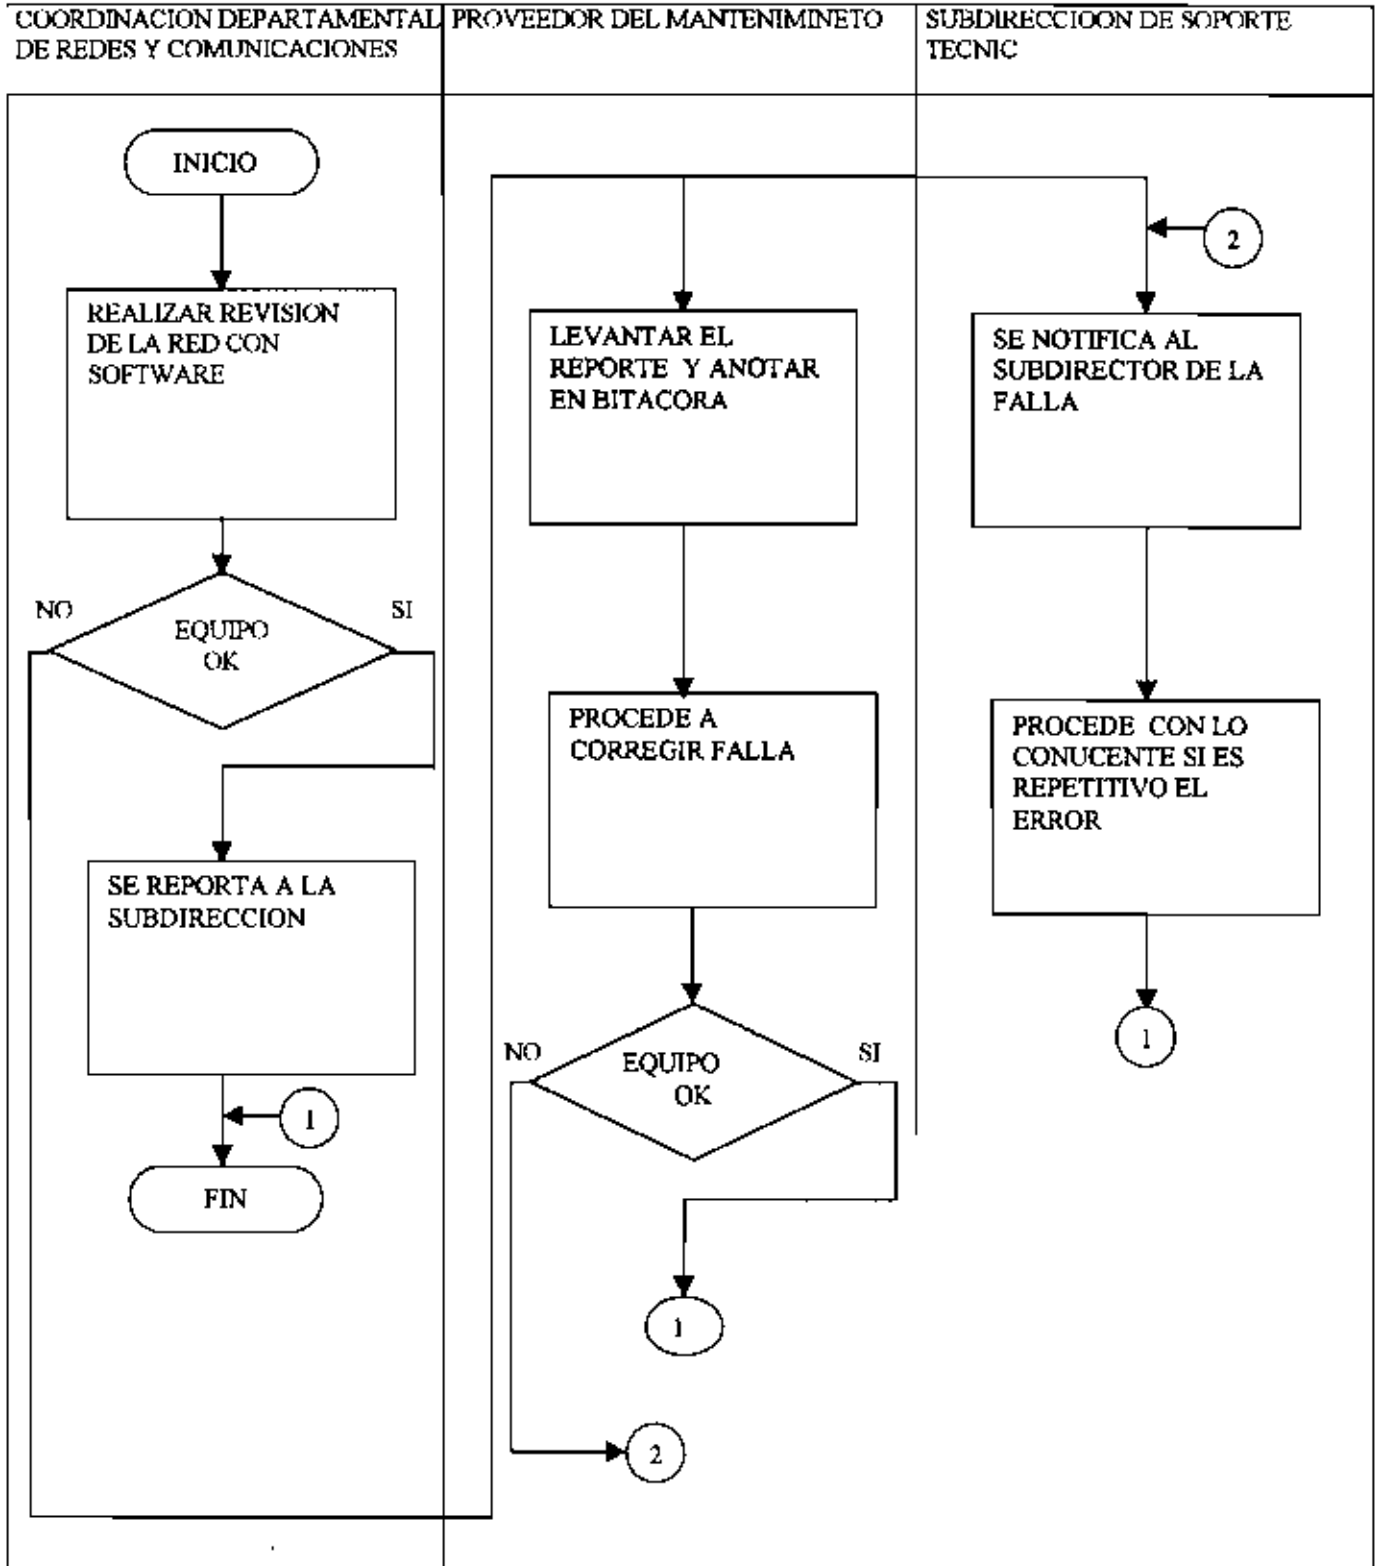 COORDINACION DEPARTAMENTAL
DE REDES Y COMUNICACIONES
PROVEEDOR DEL MANTENIMINETO
SUBDIRECCIOON DE SOPORTE
TECNIC
INICIO
REALIZAR REVISION
DE LA RED CON
SOFTWARE
NO
SI
EQUIPO
OK
SE REPORTA A LA
SUBDIRECCION
1
FIN
LEVANTAR EL
REPORTE Y ANOTAR
EN BITACORA
PROCEDE A
CORREGIR FALLA
NO
SI
EQUIPO
OK
1
2
2
SE NOTIFICA AL
SUBDIRECTOR DE LA
FALLA
PROCEDE CON LO
CONUCENTE SI ES
REPETITIVO EL
ERROR
1